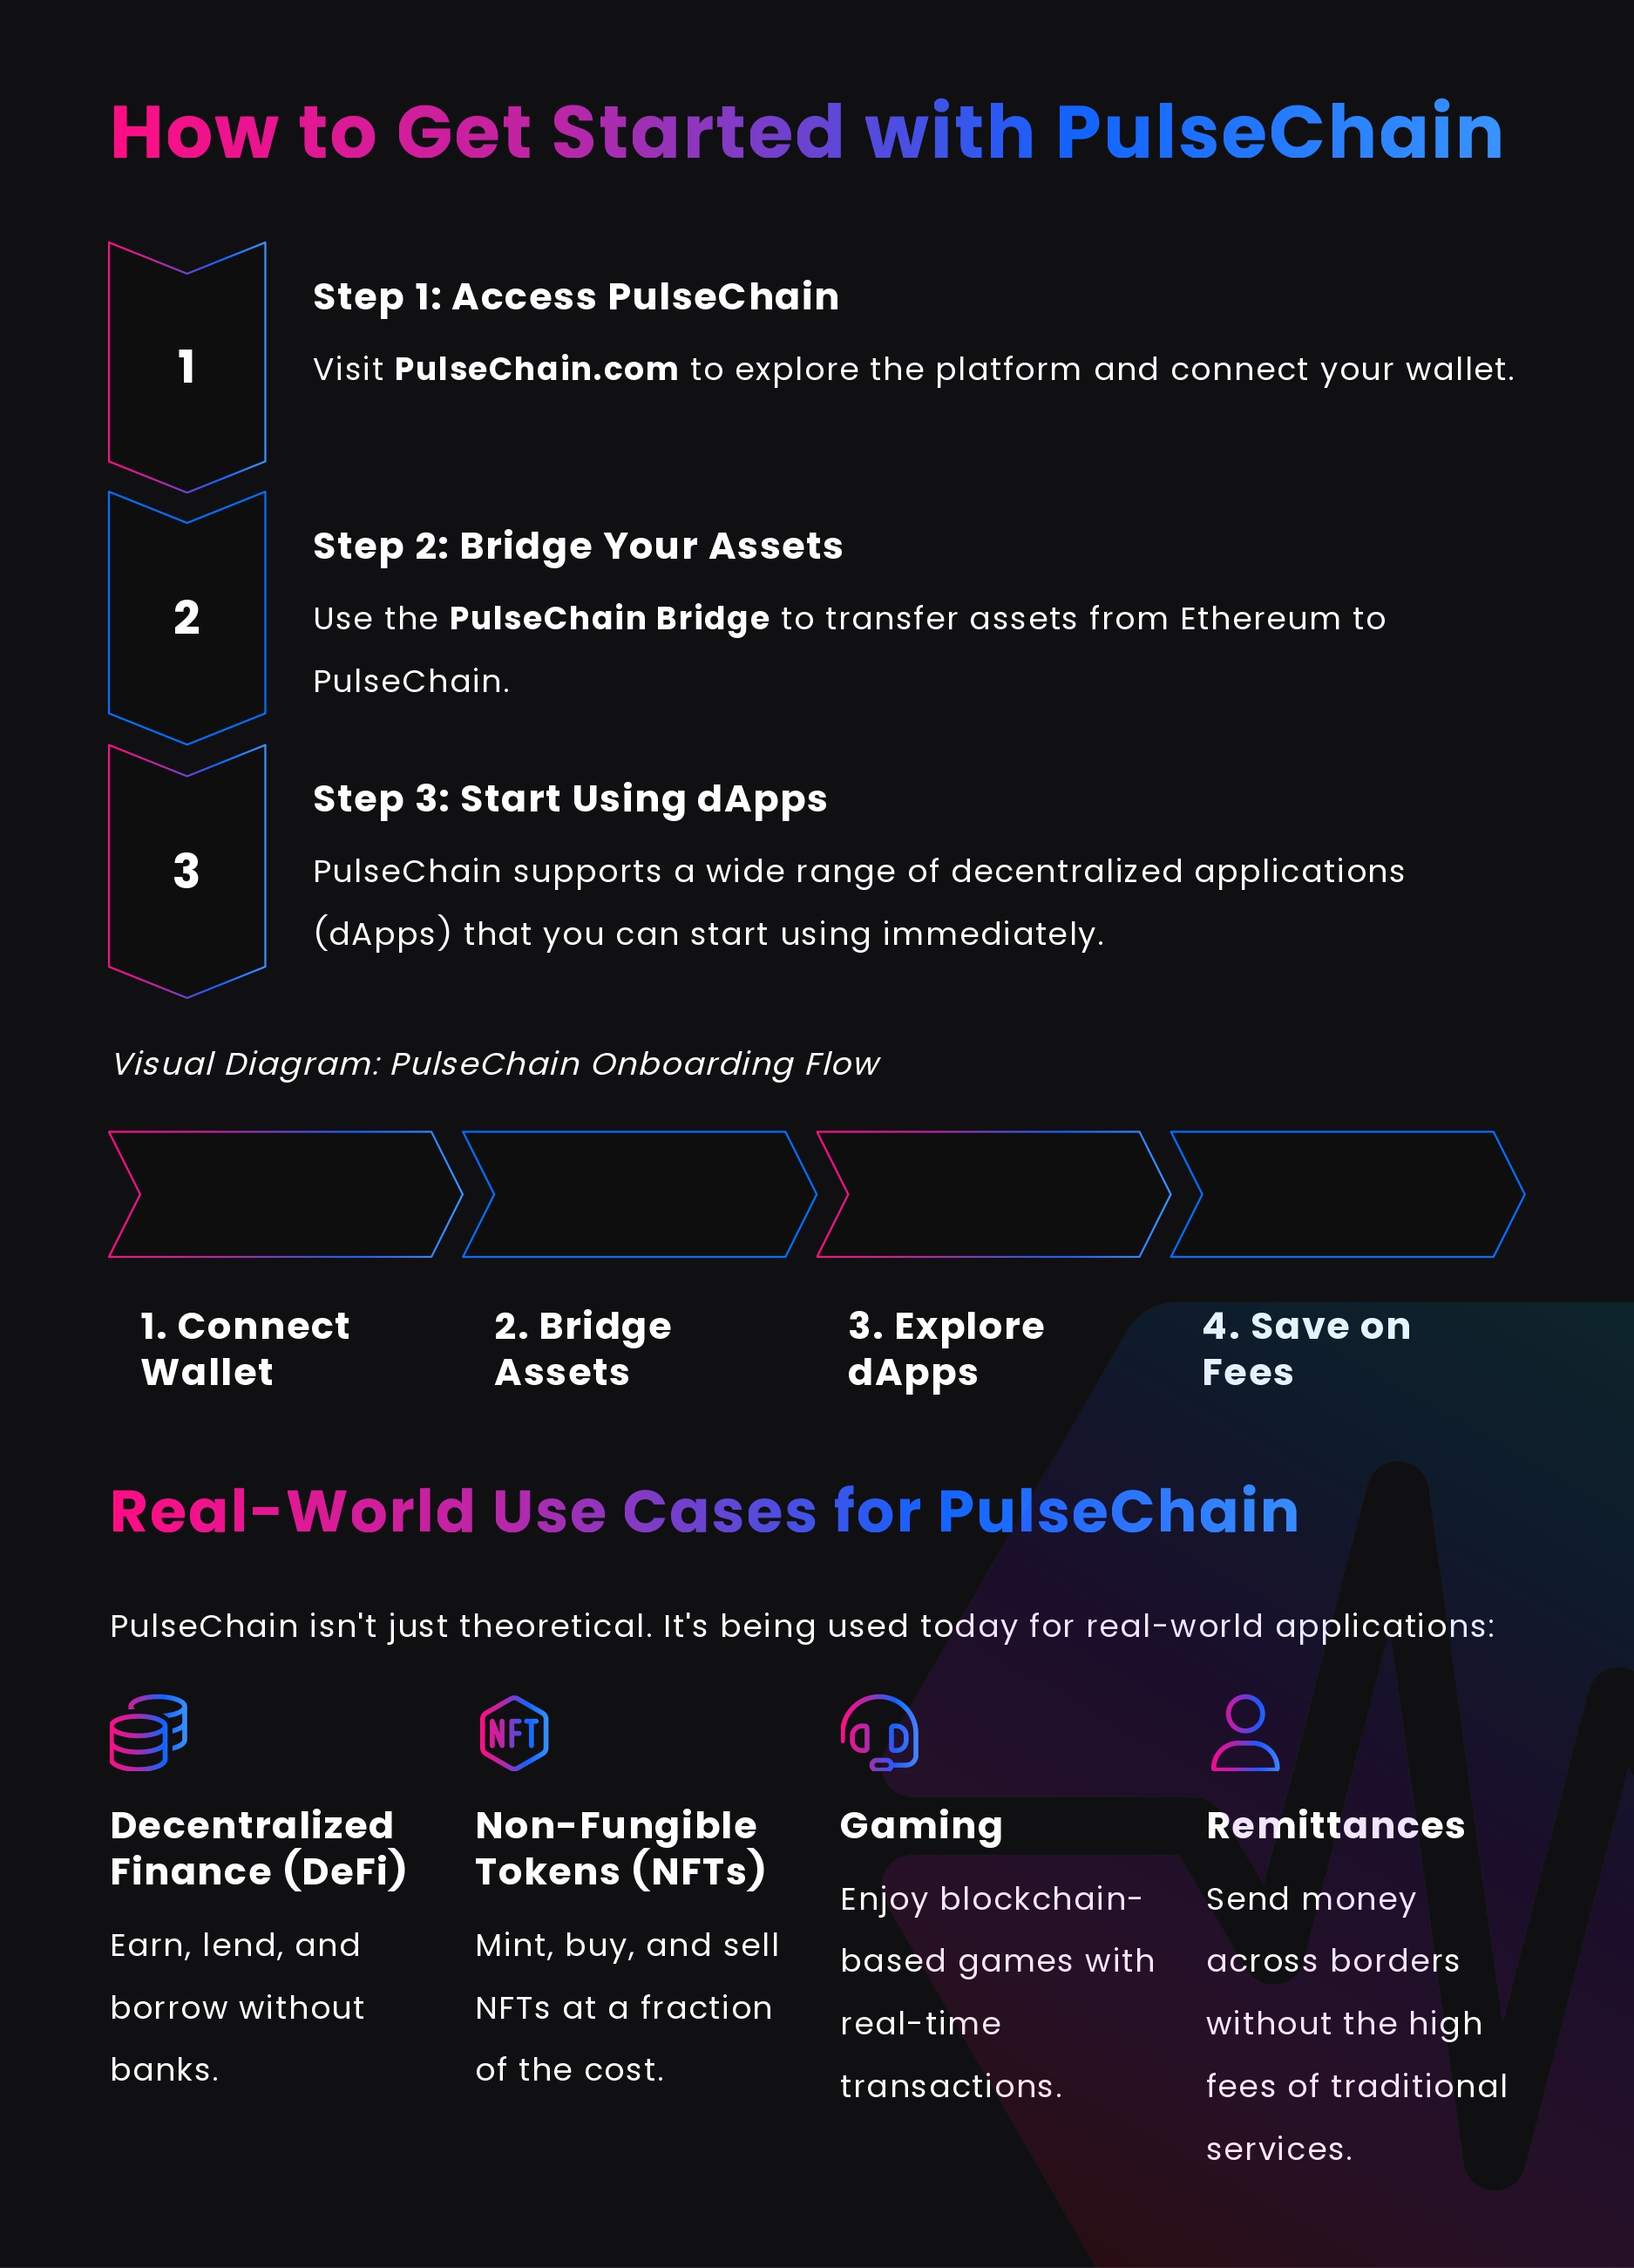 How to Get Started with PulseChain
1
Step 1: Access PulseChain
Visit PulseChain.com to explore the platform and connect your wallet.
2
Step 2: Bridge Your Assets
Use the PulseChain Bridge to transfer assets from Ethereum to
PulseChain.
3
Step 3: Start Using dApps
PulseChain supports a wide range of decentralized applications
(dApps) that you can start using immediately.
Visual Diagram: PulseChain Onboarding Flow
1. Connect
Wallet
2. Bridge
Assets
3. Explore
dApps
4. Save on
Fees
Real-World Use Cases for PulseChain
PulseChain isn't just theoretical. It's being used today for real-world applications:
Decentralized
Finance (DeFi)
Earn, lend, and
borrow without
banks.
NFT
Non-Fungible
Tokens (NFTs)
Mint, buy, and sell
NFTs at a fraction
of the cost.
Gaming
Enjoy blockchain-
based games with
real-time
transactions.
Remittances
Send money
across borders
without the high
fees of traditional
services.